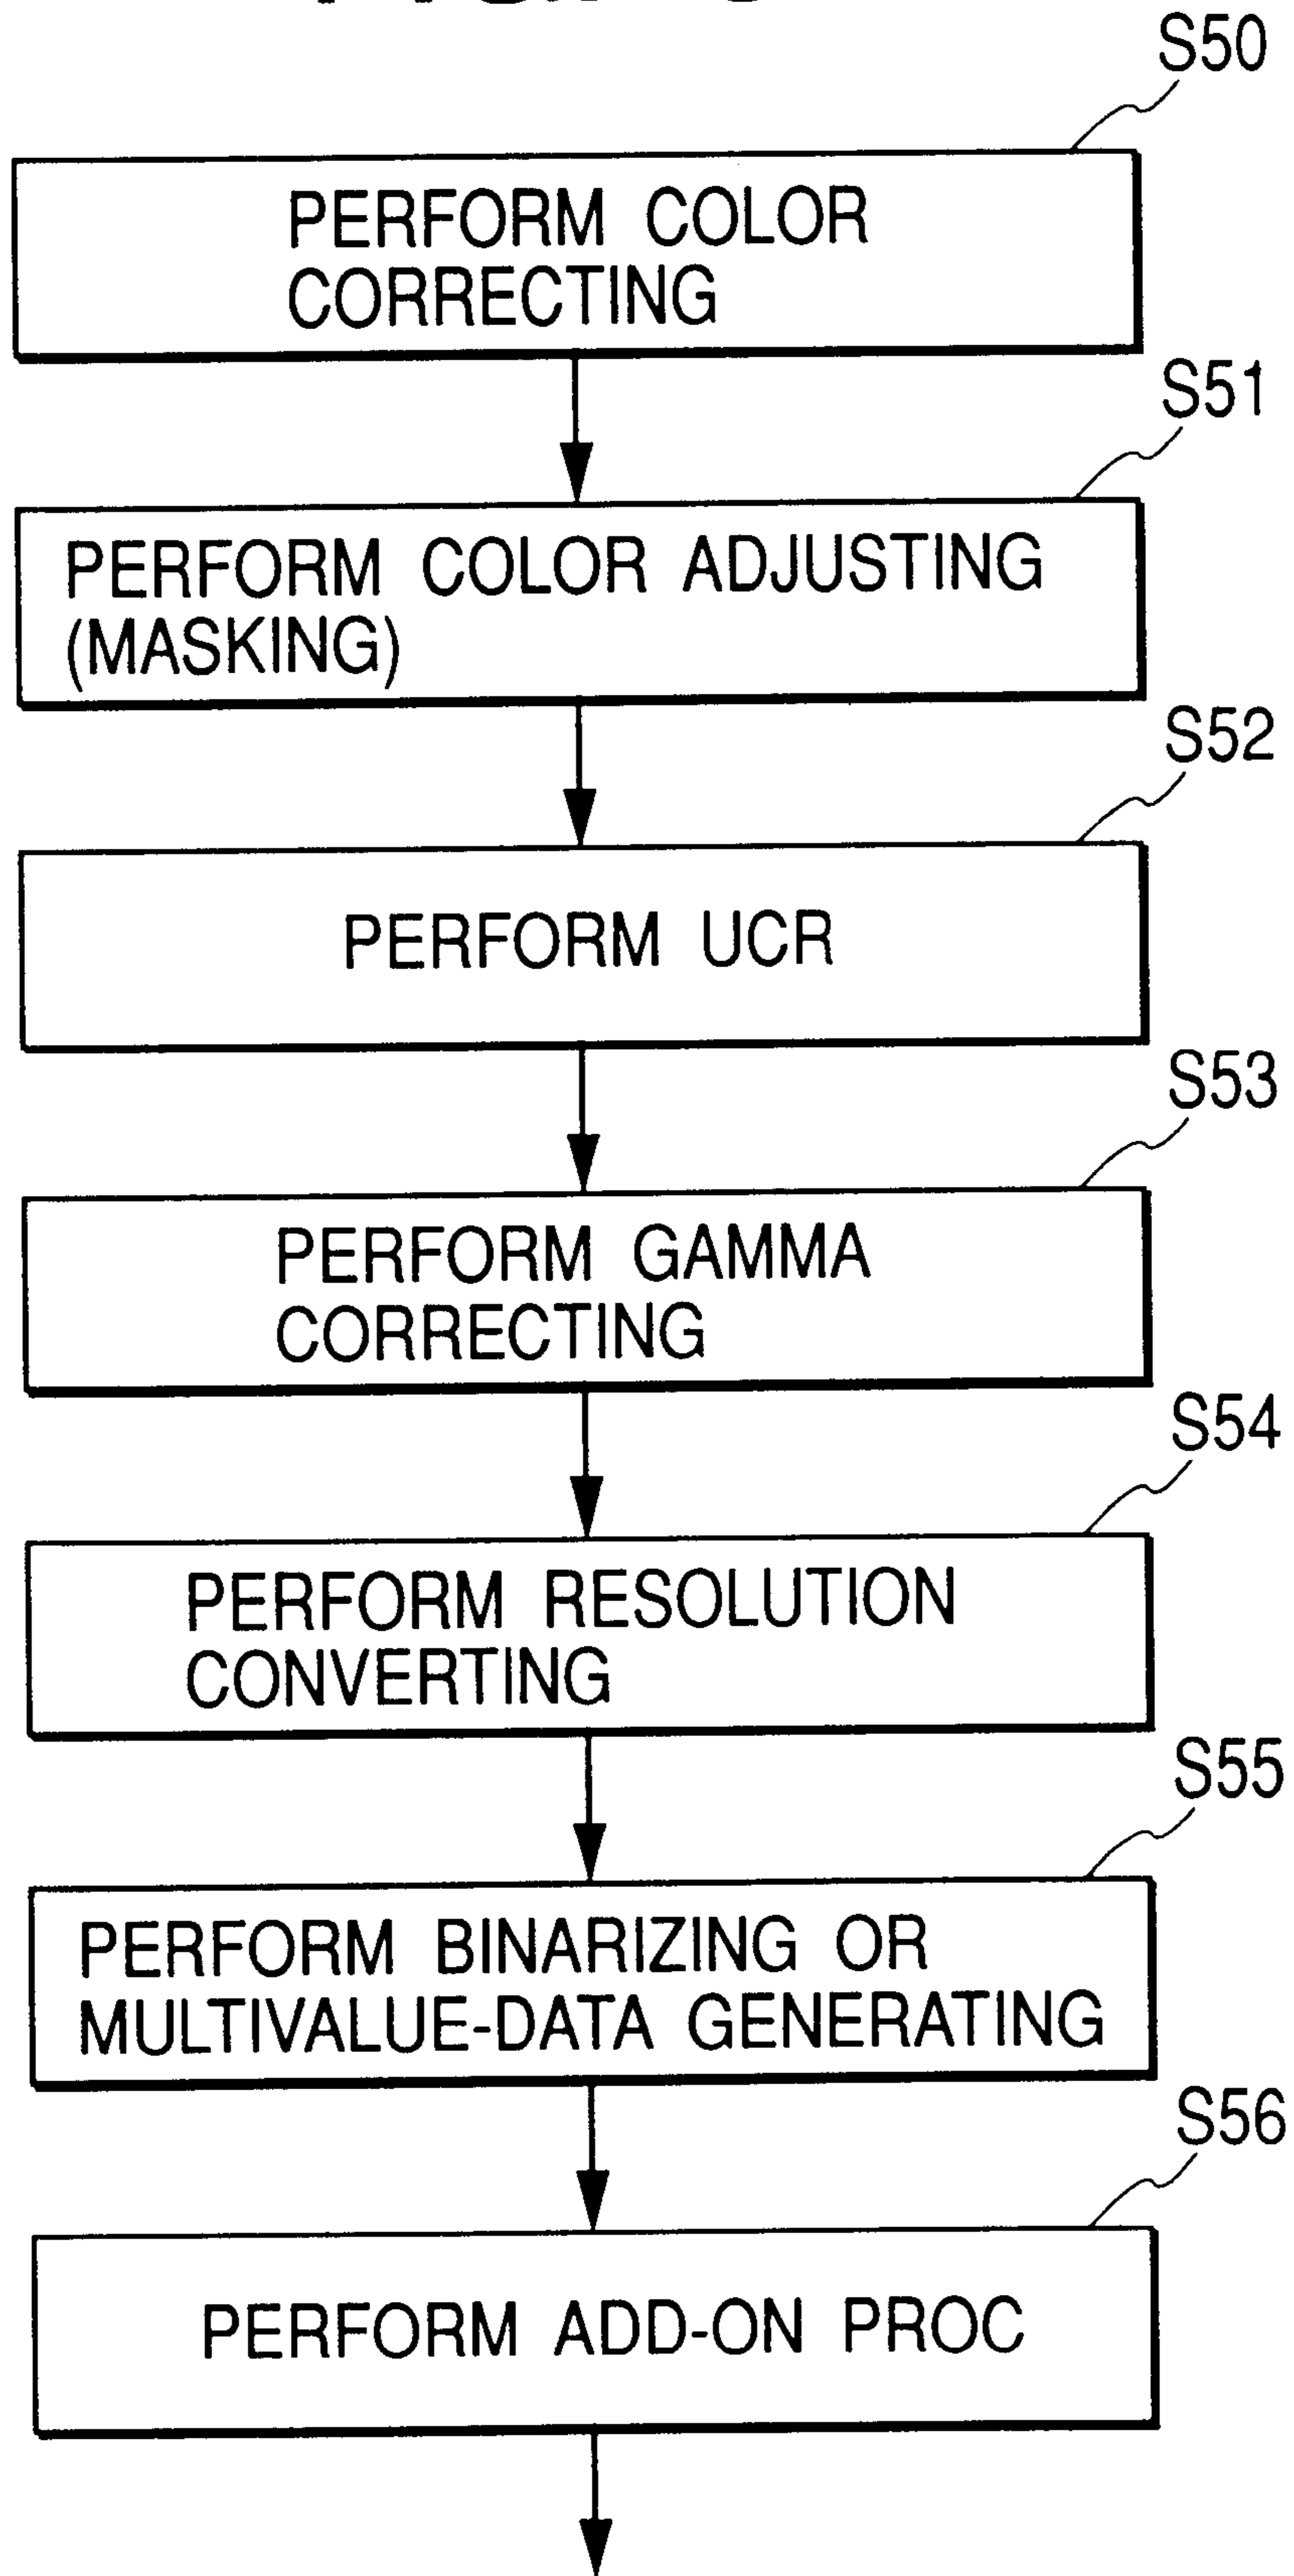 S50
PERFORM COLOR
CORRECTING
S51
PERFORM COLOR ADJUSTING
(MASKING)
S52
PERFORM UCR
S53
PERFORM GAMMA
CORRECTING
S54
PERFORM RESOLUTION
CONVERTING
S55
PERFORM BINARIZING OR
MULTIVALUE-DATA GENERATING
S56
PERFORM ADD-ON PROC